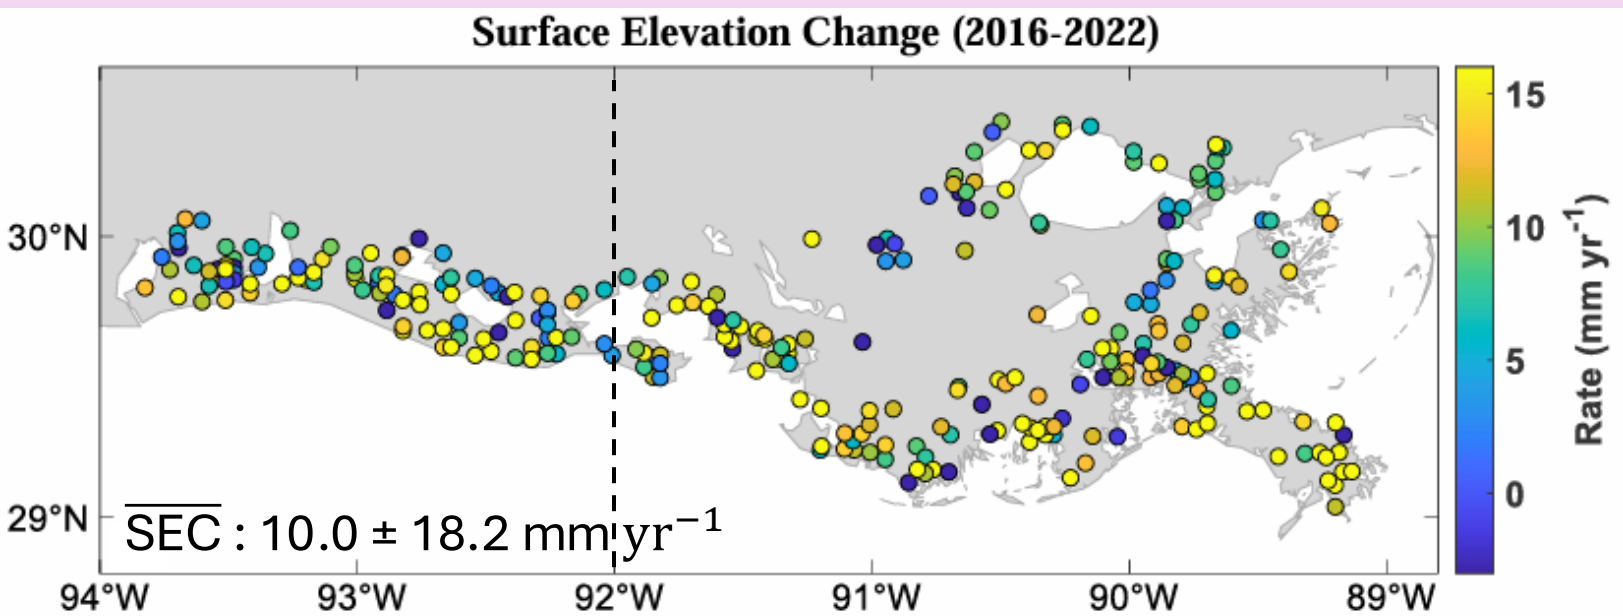 Surface Elevation Change (2016-2022)
30°N
29°N
SEC : 10.0 ± 18.2 mm yr⁻¹
94°W 93°W 92°W 91°W 90°W 89°W
15
10
5
0
Rate (mm yr⁻¹)